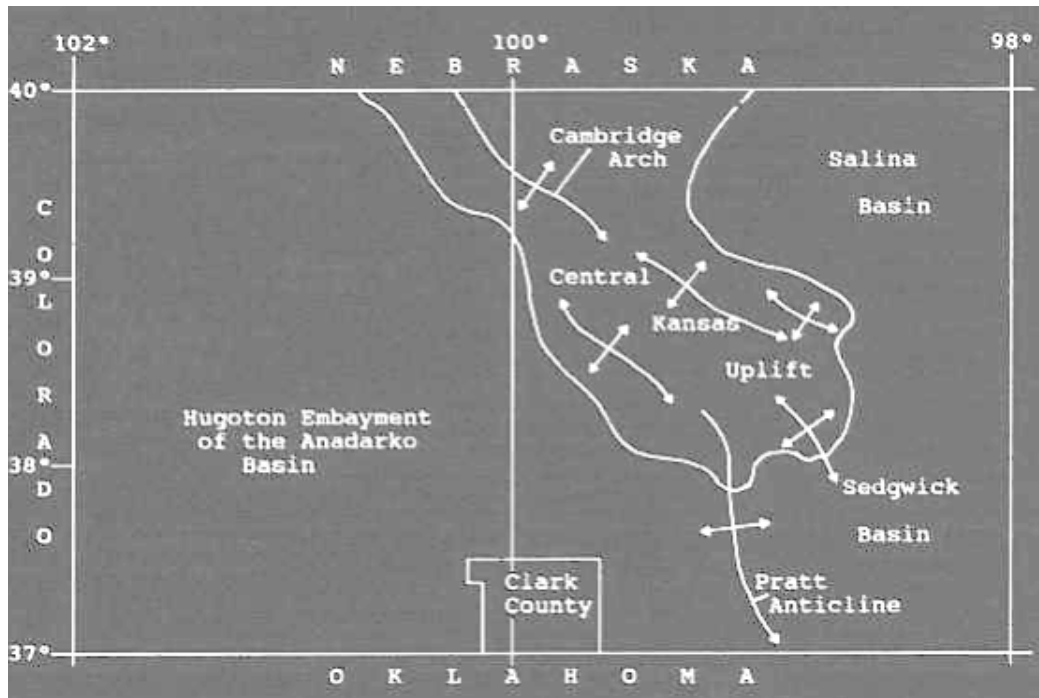 102°
100°
98°
N E B R A S K A
40°
Cambridge
Arch
Salina
Basin
C O L O R A D O
39°
Central
Kansas
Uplift
Hugoton Embayment
of the Anadarko
Basin
38°
Sedgwick
Basin
Clark
County
Pratt
Anticline
37°
O K L A H O M A